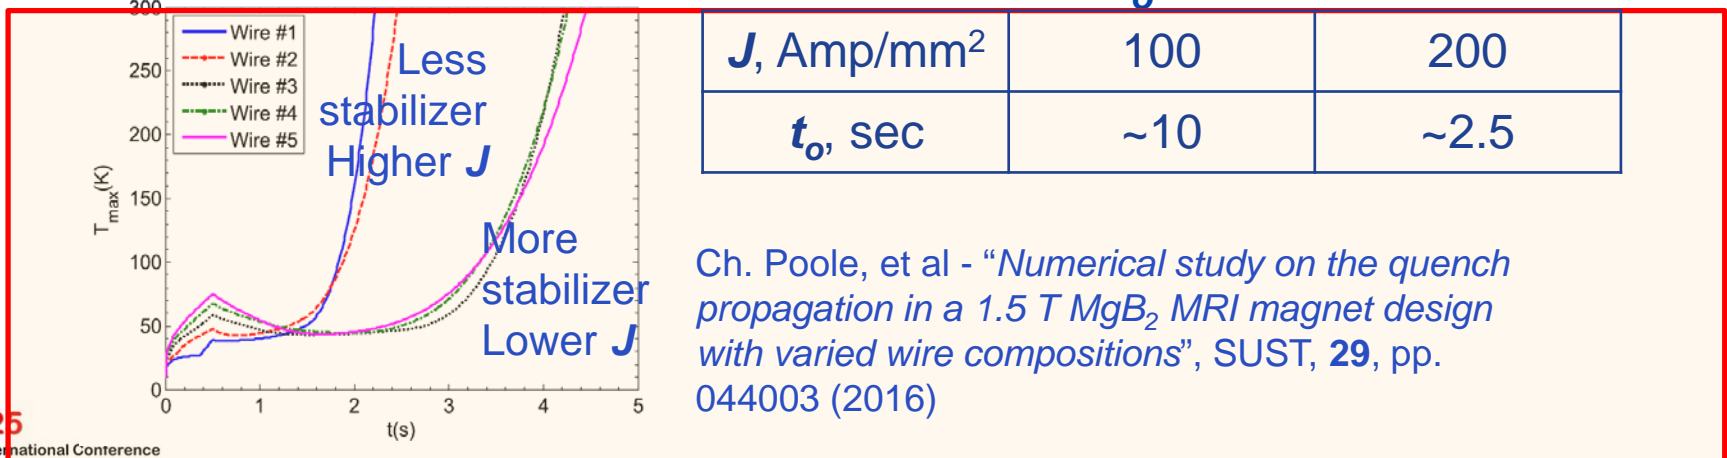 o
J, Amp/mm2 100 200
to, sec ~10 ~2.5
300
250
200
150
100
50
0
Tmax(K)
Wire #1
Wire #2
Wire #3
Wire #4
Wire #5
Less
stabilizer
Higher J
More
stabilizer
Lower J
0 1 2 3 4 5
t(s)
Ch. Poole, et al - “Numerical study on the quench
propagation in a 1.5 T MgB2 MRI magnet design
with varied wire compositions”, SUST, 29, pp.
044003 (2016)
25
ernational Conference